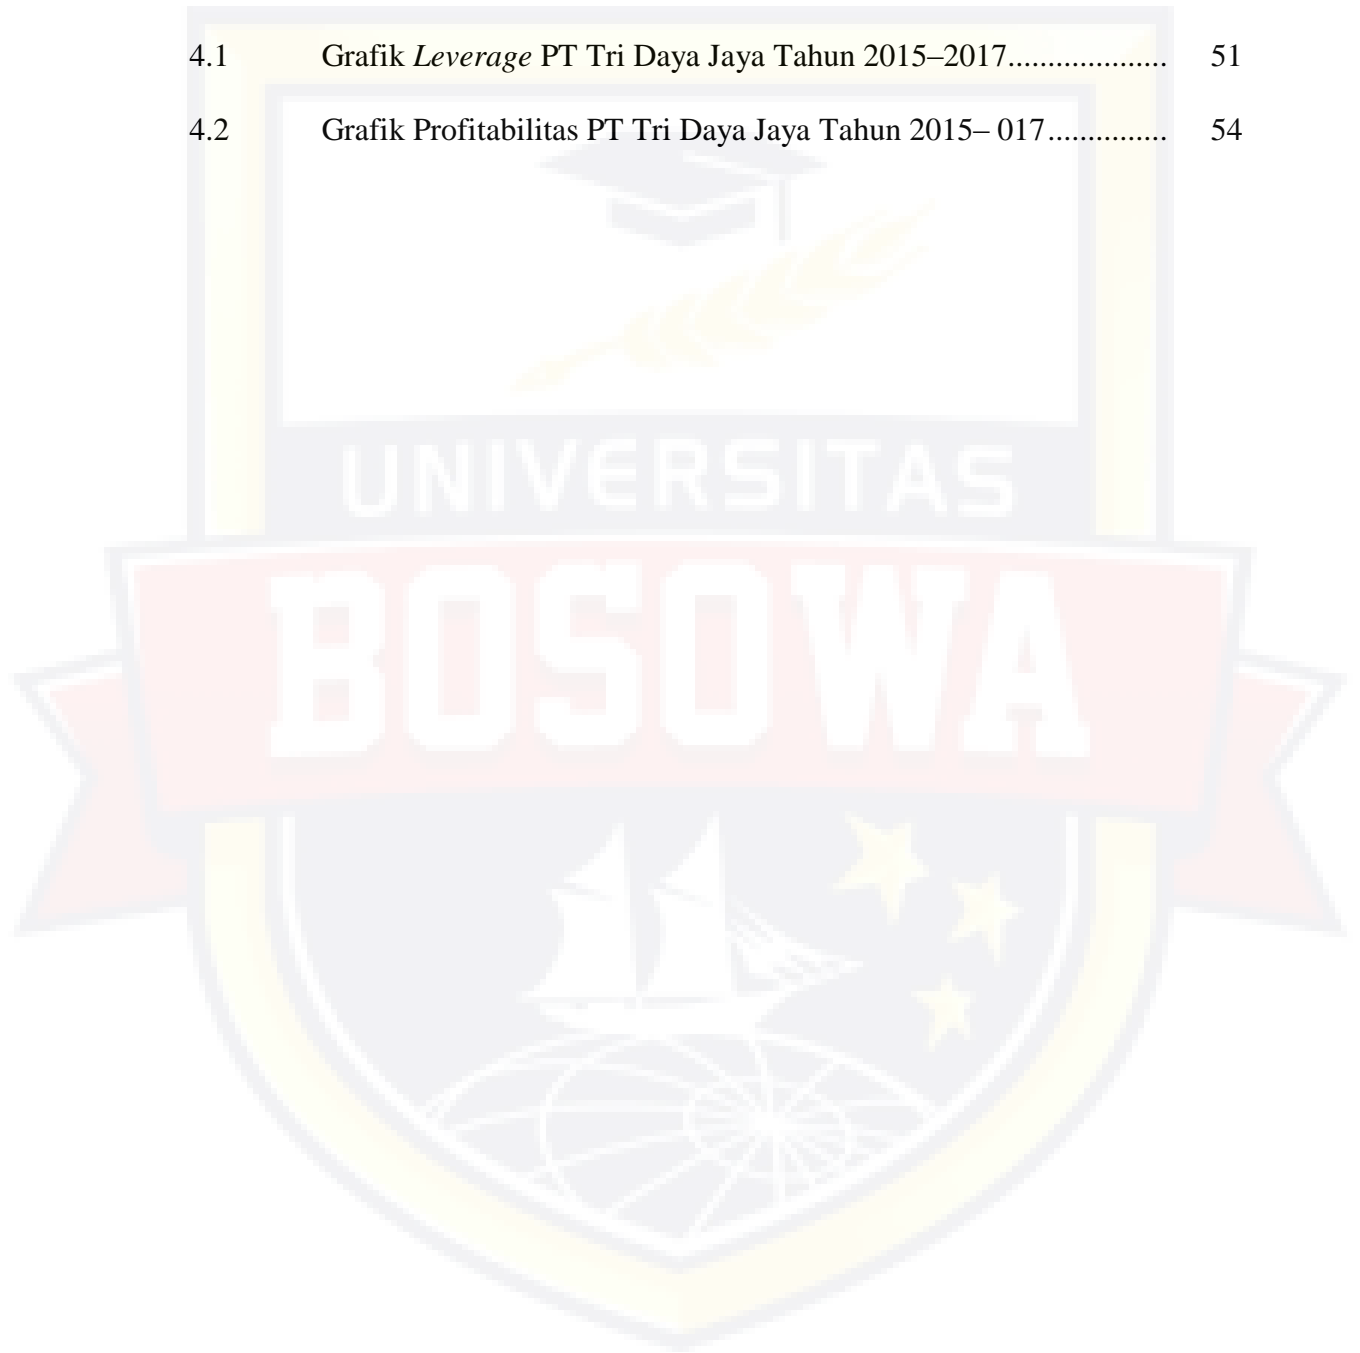 4.1 Grafik Leverage PT Tri Daya Jaya Tahun 2015–2017.................... 51
4.2 Grafik Profitabilitas PT Tri Daya Jaya Tahun 2015– 017............... 54
UNIVERSITAS
BOSOWA